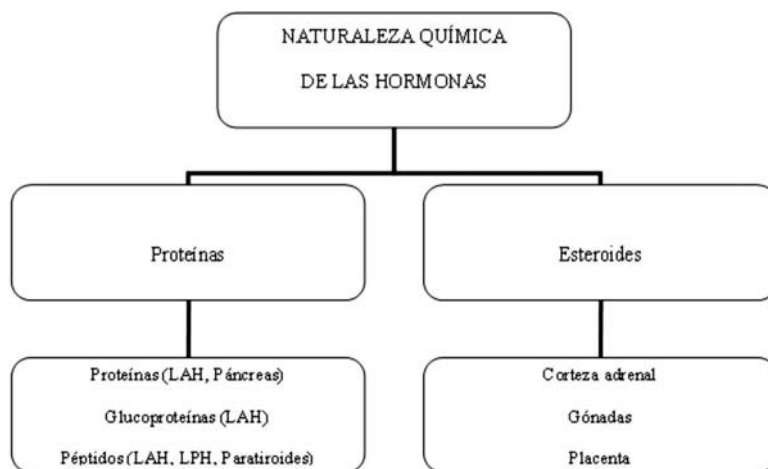 NATURALEZA QUÍMICA
DE LAS HORMONAS
Proteínas
Esteroides
Proteínas (LAH, Páncreas)
Glucoproteínas (LAH)
Péptidos (LAH, LPH, Paratiroides)
Corteza adrenal
Gónadas
Placenta